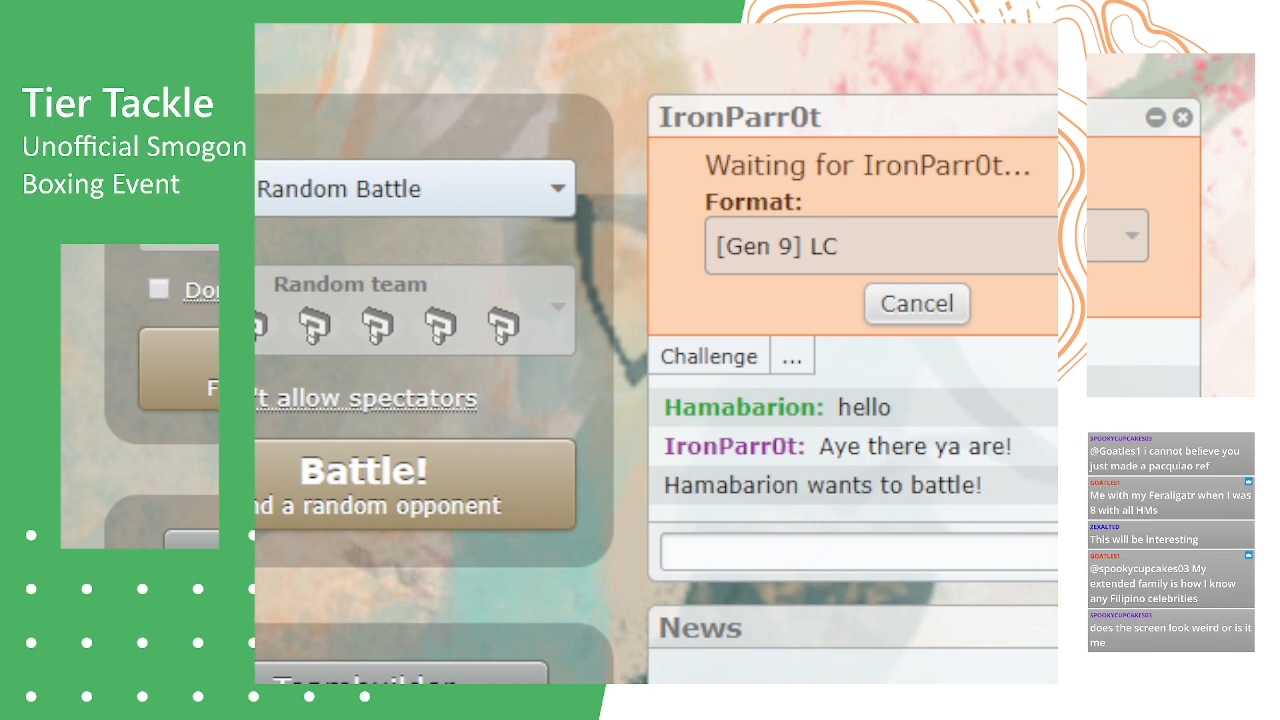 Tier Tackle
Unofficial Smogon
Boxing Event
Random Battle
Random team
't allow spectators
Battle!
nd a random opponent
IronParr0t
Waiting for IronParr0t...
Format:
[Gen 9] LC
Cancel
Challenge
...
Hamabarion: hello
IronParr0t: Aye there ya are!
Hamabarion wants to battle!
News
Teambuilder
Don
F
SPOOKYCUPCAKES03
@Goatles1 i cannot believe you
just made a pacquiao ref
GOATLES1
Me with my Feraligatr when I was
8 with all HMs
ZEXALTED
This will be interesting
GOATLES1
@spookycupcakes03 My
extended family is how I know
any Filipino celebrities
SPOOKYCUPCAKES03
does the screen look weird or is it
me